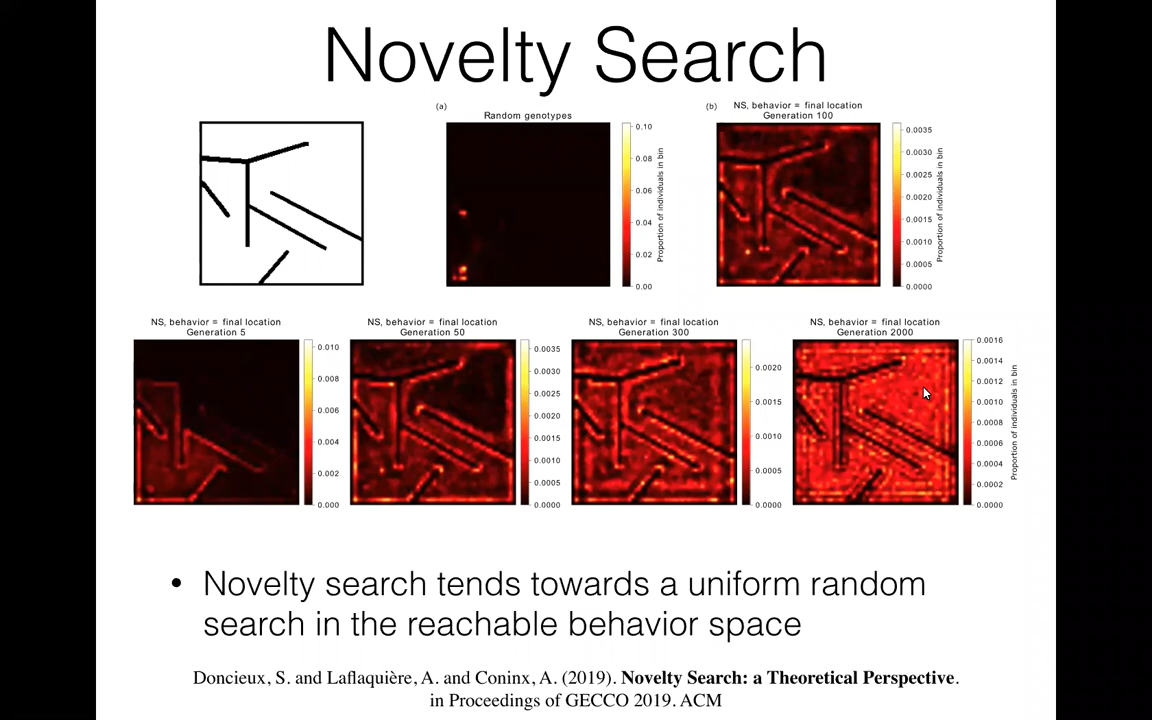 Novelty Search
(a)
Random genotypes
0.10
0.08
0.06
0.04
0.02
0.00
Proportion of individuals in bin
(b)
NS, behavior = final location
Generation 100
0.0035
0.0030
0.0025
0.0020
0.0015
0.0010
0.0005
0.0000
Proportion of individuals in bin
NS, behavior = final location
Generation 5
0.010
0.008
0.006
0.004
0.002
0.000
NS, behavior = final location
Generation 50
0.0035
0.0030
0.0025
0.0020
0.0015
0.0010
0.0005
0.0000
NS, behavior = final location
Generation 300
0.0020
0.0015
0.0010
0.0005
0.0000
NS, behavior = final location
Generation 2000
0.0016
0.0014
0.0012
0.0010
0.0008
0.0006
0.0004
0.0002
0.0000
Proportion of individuals in bin
• Novelty search tends towards a uniform random
search in the reachable behavior space
Doncieux, S. and Laflaquière, A. and Coninx, A. (2019). Novelty Search: a Theoretical Perspective.
in Proceedings of GECCO 2019. ACM